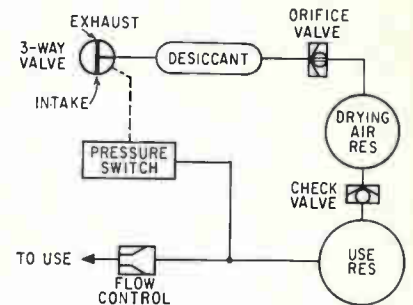 EXHAUST
3-WAY
VALVE
INTAKE
DESICCANT
ORIFICE
VALVE
DRYING
AIR
RES
PRESSURE
SWITCH
CHECK
VALVE
TO USE
FLOW
CONTROL
USE
RES